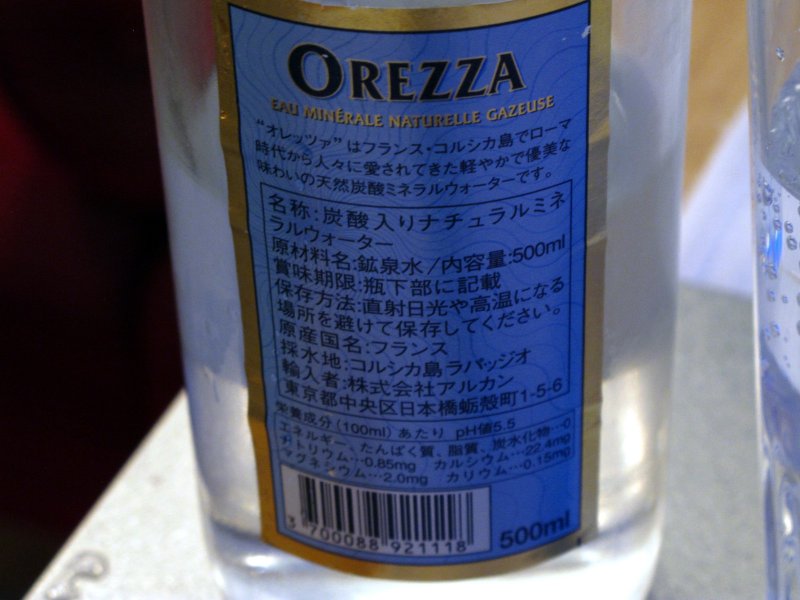 OREZZA
EAU MINÉRALE NATURELLE GAZEUSE
"オレッツァ"はフランス・コルシカ島でローマ
時代から人々に愛されてきた軽やかで優美な
味わいの天然炭酸ミネラルウォーターです。
名称:炭酸入りナチュラルミネ
ラルウォーター
原材料名:鉱泉水/内容量:500ml
賞味期限:瓶下部に記載
保存方法:直射日光や高温になる
場所を避けて保存してください。
原産国名:フランス
採水地:コルシカ島ラパッジオ
輸入者:株式会社アルカン
東京都中央区日本橋蛎殻町1-5-6
栄養成分(100ml)あたり pH値5.5
エネルギー、たんぱく質、脂質、炭水化物…0
ナトリウム…0.85mg カルシウム…22.4mg
マグネシウム…2.0mg カリウム…0.15mg
3 700088 921118
500ml